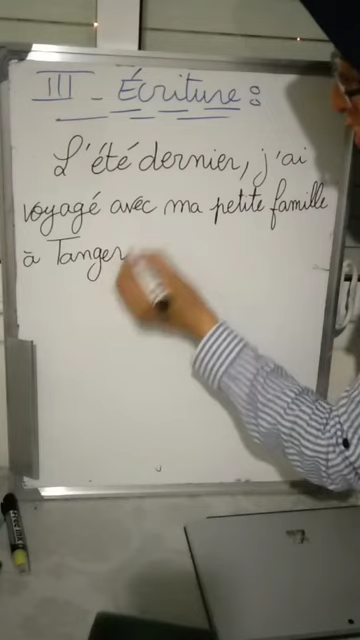 III - Écriture :
L'été dernier, j'ai
voyagé avec ma petite famille
à Tanger